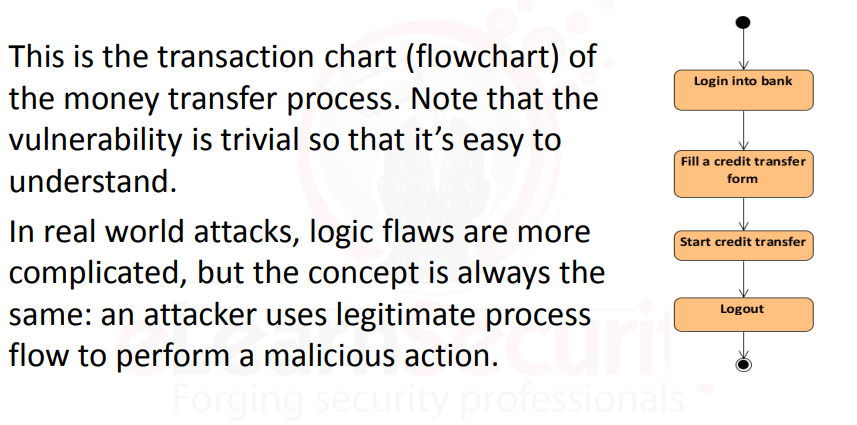 This is the transaction chart (flowchart) of
the money transfer process. Note that the
vulnerability is trivial so that it’s easy to
understand.
In real world attacks, logic flaws are more
complicated, but the concept is always the
same: an attacker uses legitimate process
flow to perform a malicious action.
eLearnSecurit
Forging security professionals
Login into bank
Fill a credit transfer
form
Start credit transfer
Logout